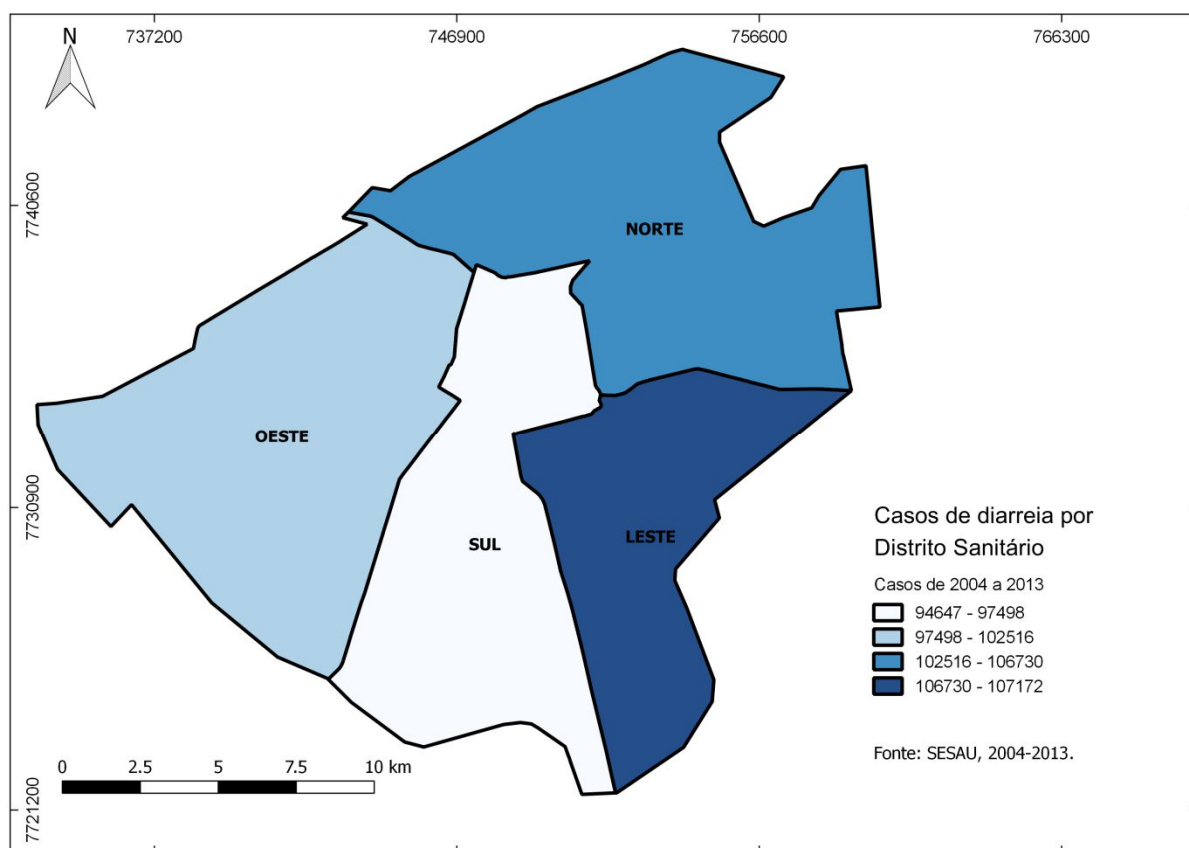 737200
746900
756600
766300
N
7740600
7730900
7721200
NORTE
OESTE
SUL
LESTE
Casos de diarreia por
Distrito Sanitário
Casos de 2004 a 2013
94647 - 97498
97498 - 102516
102516 - 106730
106730 - 107172
Fonte: SESAU, 2004-2013.
0 2.5 5 7.5 10 km